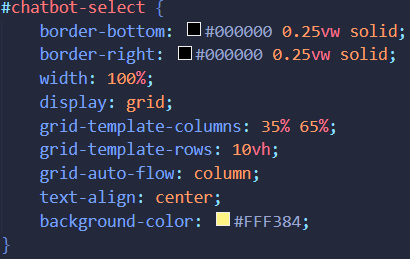 #chatbot-select {
border-bottom: #000000 0.25vw solid;
border-right: #000000 0.25vw solid;
width: 100%;
display: grid;
grid-template-columns: 35% 65%;
grid-template-rows: 10vh;
grid-auto-flow: column;
text-align: center;
background-color: #FFF384;
}